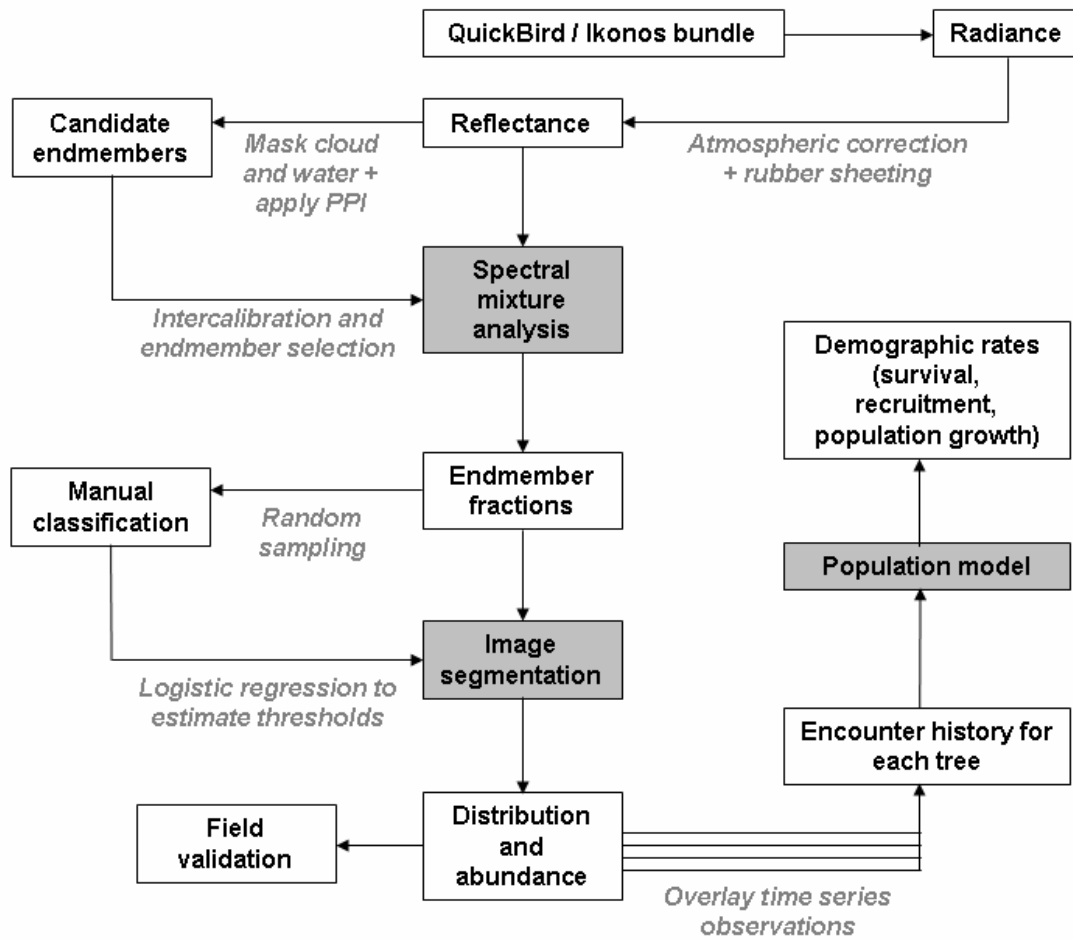 QuickBird / Ikonos bundle
Radiance
Candidate
endmembers
Reflectance
Mask cloud
and water +
apply PPI
Atmospheric correction
+ rubber sheeting
Spectral
mixture
analysis
Intercalibration and
endmember selection
Demographic rates
(survival,
recruitment,
population growth)
Manual
classification
Endmember
fractions
Random
sampling
Population model
Image
segmentation
Logistic regression to
estimate thresholds
Encounter history for
each tree
Field
validation
Distribution
and
abundance
Overlay time series
observations